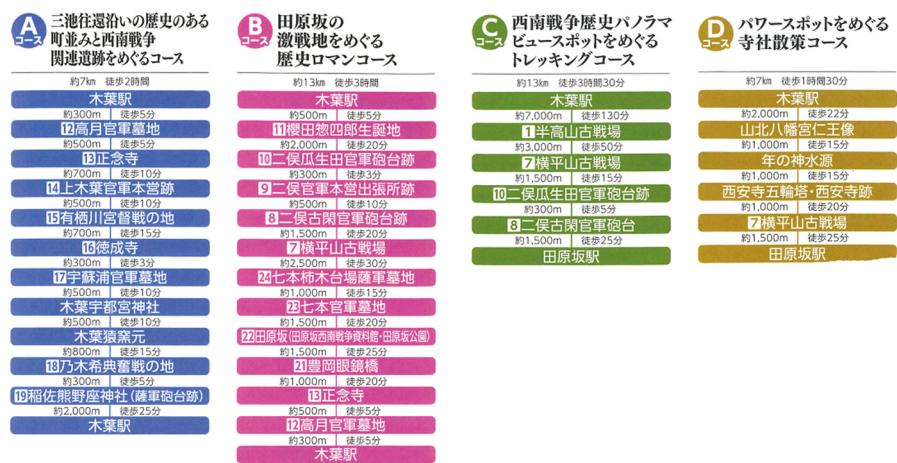 A
コース
三池往還沿いの歴史のある
町並みと西南戦争
関連遺跡をめぐるコース
約7km 徒歩2時間
木葉駅
約300m 徒歩5分
12高月官軍墓地
約500m 徒歩5分
13正念寺
約700m 徒歩10分
14上木葉官軍本営跡
約500m 徒歩10分
15有栖川宮督戦の地
約700m 徒歩15分
16徳成寺
約300m 徒歩3分
17宇蘇浦官軍墓地
約500m 徒歩10分
木葉宇都宮神社
約500m 徒歩10分
木葉猿窯元
約800m 徒歩15分
18乃木希典奮戦の地
約300m 徒歩5分
19稲佐熊野座神社(薩軍砲台跡)
約2,000m 徒歩25分
木葉駅
B
コース
田原坂の
激戦地をめぐる
歴史ロマンコース
約13km 徒歩3時間
木葉駅
約500m 徒歩5分
11櫻田惣四郎生誕地
約2,000m 徒歩20分
10二俣瓜生田官軍砲台跡
約300m 徒歩3分
9二俣官軍本営出張所跡
約500m 徒歩10分
8二俣古閑官軍砲台跡
約1,500m 徒歩20分
7横平山古戦場
約2,500m 徒歩30分
24七本柿木台場薩軍墓地
約1,000m 徒歩15分
23七本官軍墓地
約1,500m 徒歩20分
22田原坂(田原坂西南戦争資料館・田原坂公園)
約1,500m 徒歩25分
21豊岡眼鏡橋
約1,000m 徒歩20分
13正念寺
約500m 徒歩5分
12高月官軍墓地
約300m 徒歩5分
木葉駅
C
コース
西南戦争歴史パノラマ
ビュースポットをめぐる
トレッキングコース
約13km 徒歩3時間30分
木葉駅
約7,000m 徒歩130分
1半高山古戦場
約3,000m 徒歩50分
7横平山古戦場
約1,500m 徒歩15分
10二俣瓜生田官軍砲台跡
約300m 徒歩5分
8二俣古閑官軍砲台
約1,500m 徒歩25分
田原坂駅
D
コース
パワースポットをめぐる
寺社散策コース
約7km 徒歩1時間30分
木葉駅
約2,000m 徒歩22分
山北八幡宮仁王像
約1,000m 徒歩15分
年の神水源
約1,000m 徒歩15分
西安寺五輪塔・西安寺跡
約1,000m 徒歩20分
7横平山古戦場
約1,500m 徒歩25分
田原坂駅